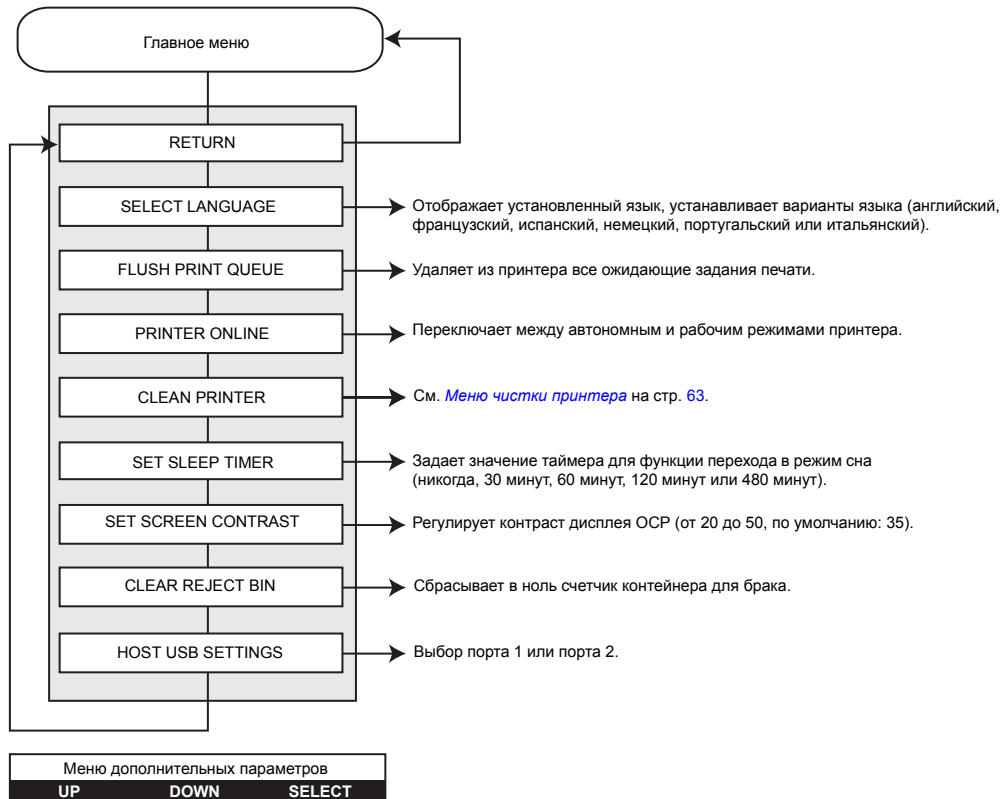 Главное меню
RETURN
SELECT LANGUAGE
Отображает установленный язык, устанавливает варианты языка (английский,
французский, испанский, немецкий, португальский или итальянский).
FLUSH PRINT QUEUE
Удаляет из принтера все ожидающие задания печати.
PRINTER ONLINE
Переключает между автономным и рабочим режимами принтера.
CLEAN PRINTER
См. Меню чистки принтера на стр. 63.
SET SLEEP TIMER
Задает значение таймера для функции перехода в режим сна
(никогда, 30 минут, 60 минут, 120 минут или 480 минут).
SET SCREEN CONTRAST
Регулирует контраст дисплея OCP (от 20 до 50, по умолчанию: 35).
CLEAR REJECT BIN
Сбрасывает в ноль счетчик контейнера для брака.
HOST USB SETTINGS
Выбор порта 1 или порта 2.
Меню дополнительных параметров
UP DOWN SELECT